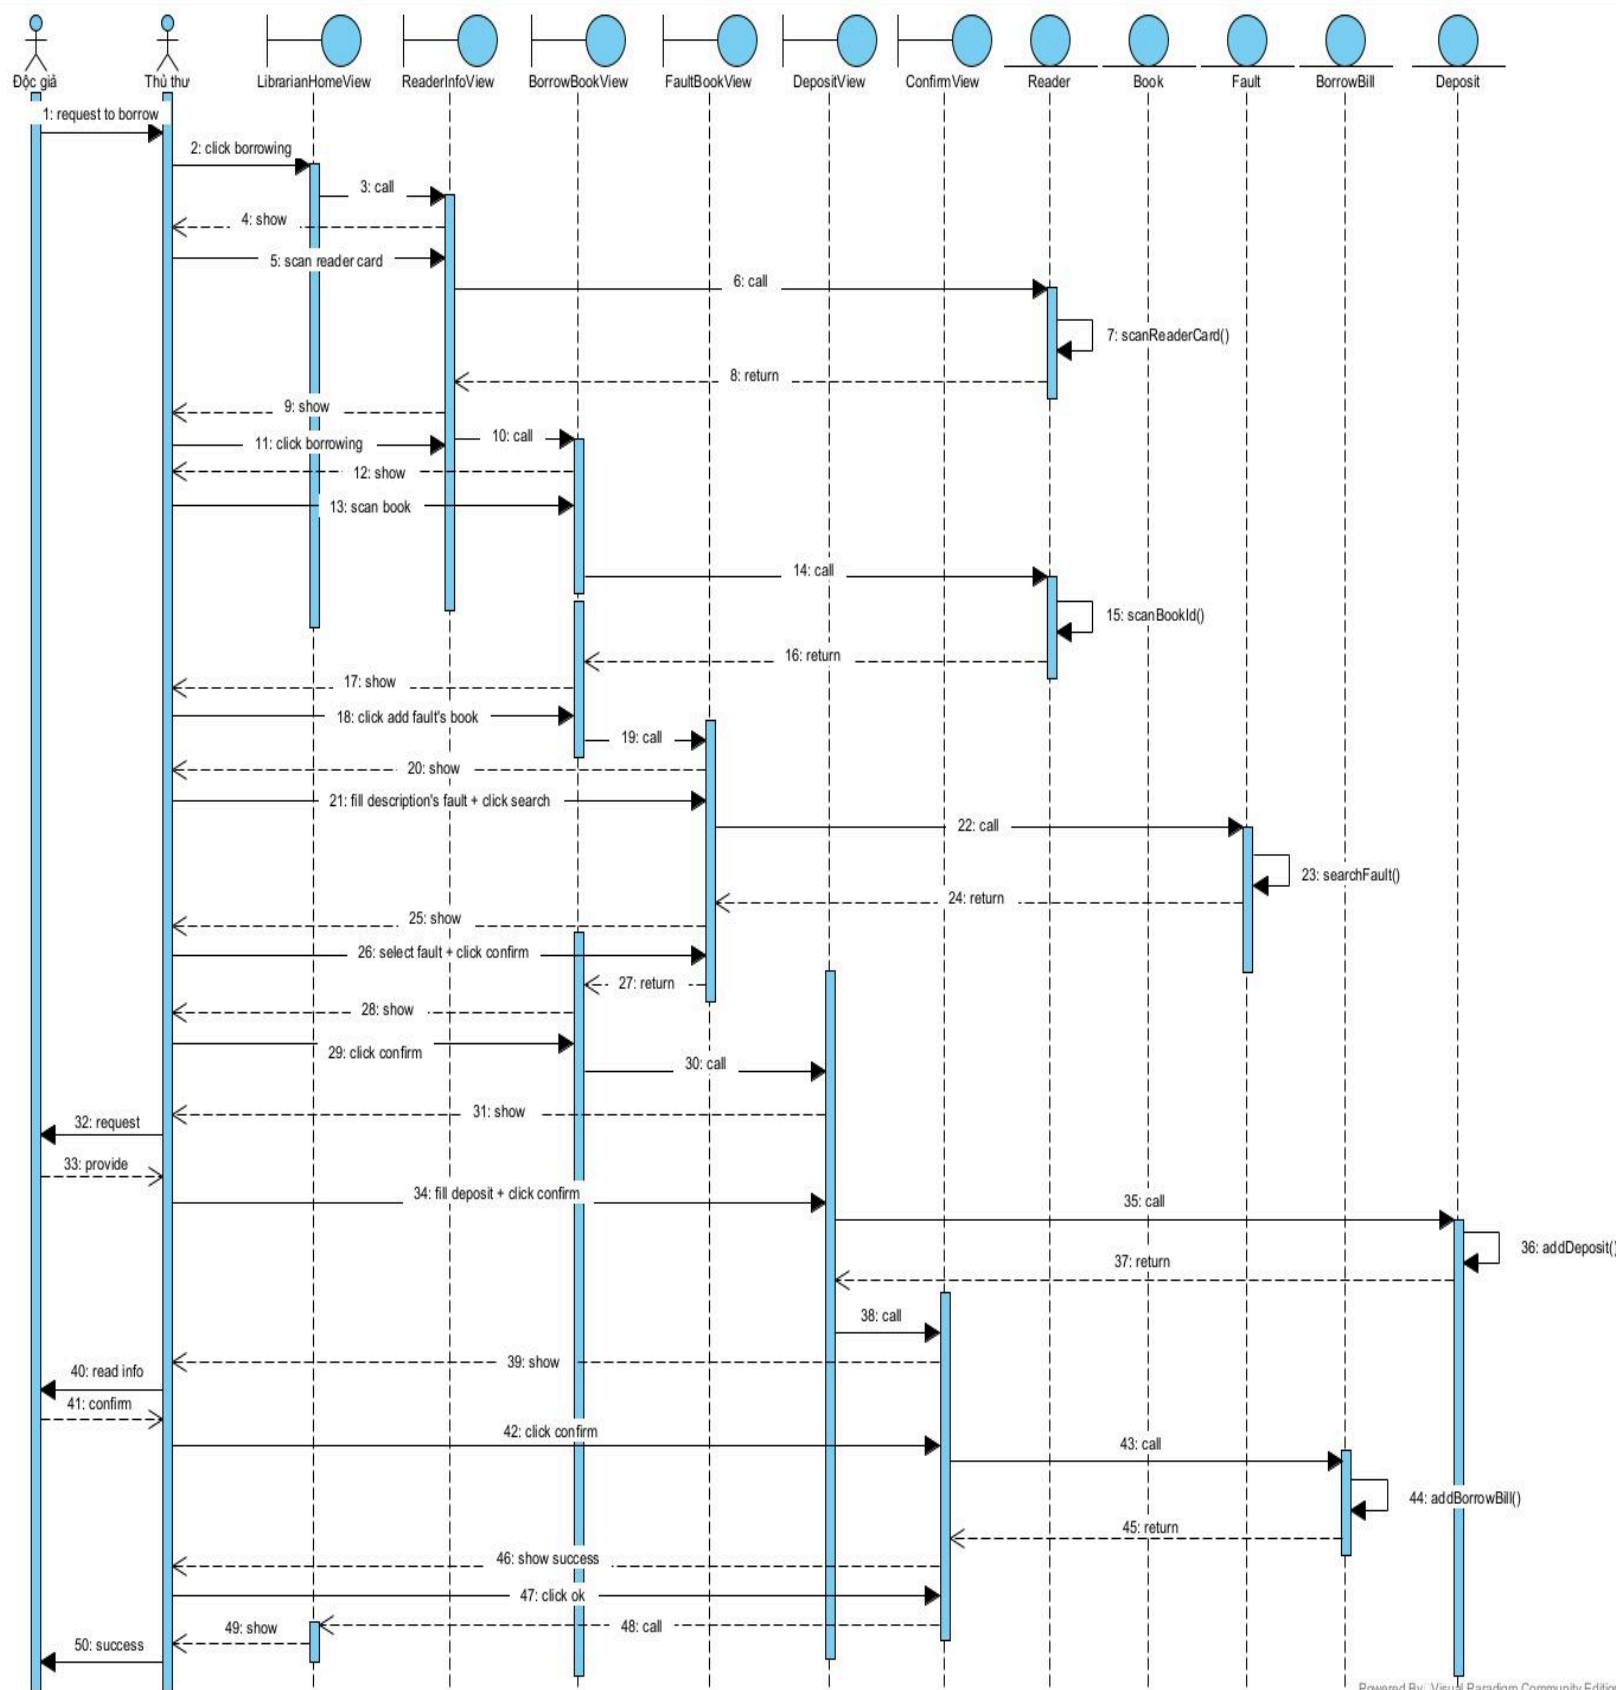 Độc giả
Thủ thư
LibrarianHomeView
ReaderInfoView
BorrowBookView
FaultBookView
DepositView
ConfirmView
Reader
Book
Fault
BorrowBill
Deposit
1: request to borrow
2: click borrowing
3: call
4: show
5: scan reader card
6: call
7: scanReaderCard()
8: return
9: show
10: call
11: click borrowing
12: show
13: scan book
14: call
15: scanBookId()
16: return
17: show
18: click add fault's book
19: call
20: show
21: fill description's fault + click search
22: call
23: searchFault()
24: return
25: show
26: select fault + click confirm
27: return
28: show
29: click confirm
30: call
31: show
32: request
33: provide
34: fill deposit + click confirm
35: call
36: addDeposit()
37: return
38: call
39: show
40: read info
41: confirm
42: click confirm
43: call
44: addBorrowBill()
45: return
46: show success
47: click ok
48: call
49: show
50: success
Powered By Visual Paradigm Community Edition